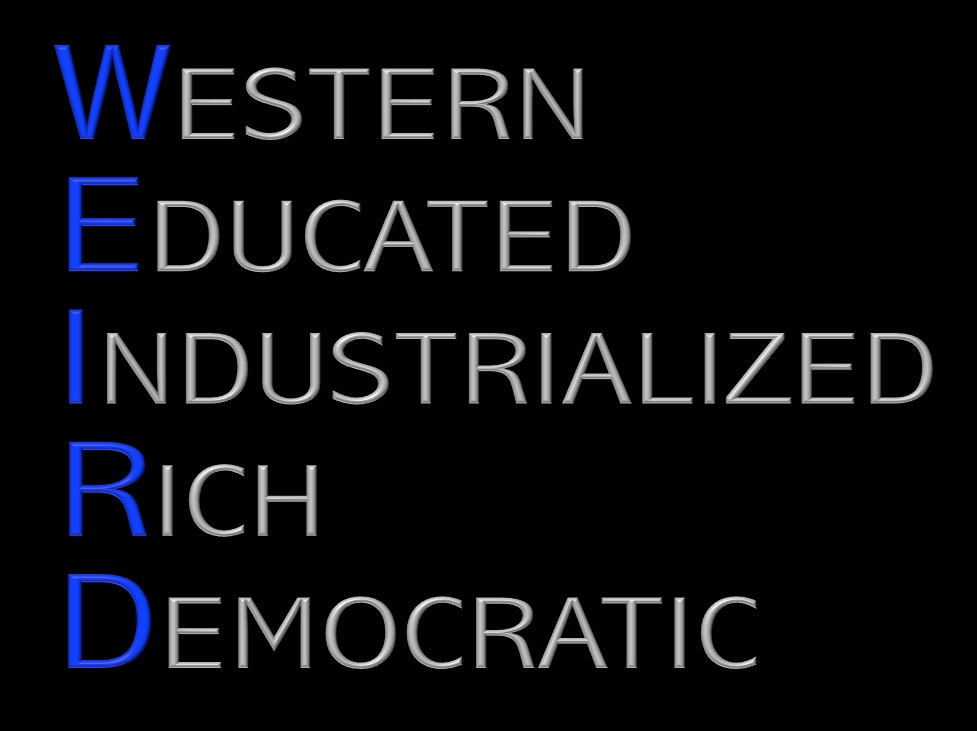 WESTERN
EDUCATED
INDUSTRIALIZED
RICH
DEMOCRATIC